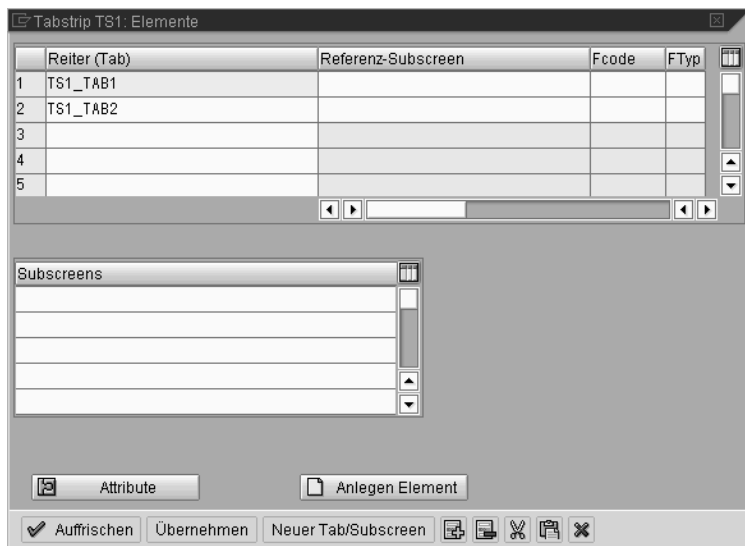 Tabstrip TS1: Elemente
Reiter (Tab) Referenz-Subscreen Fcode FTyp
1 TS1_TAB1
2 TS1_TAB2
3
4
5
Subscreens
Attribute Anlegen Element
Auffrischen Übernehmen Neuer Tab/Subscreen